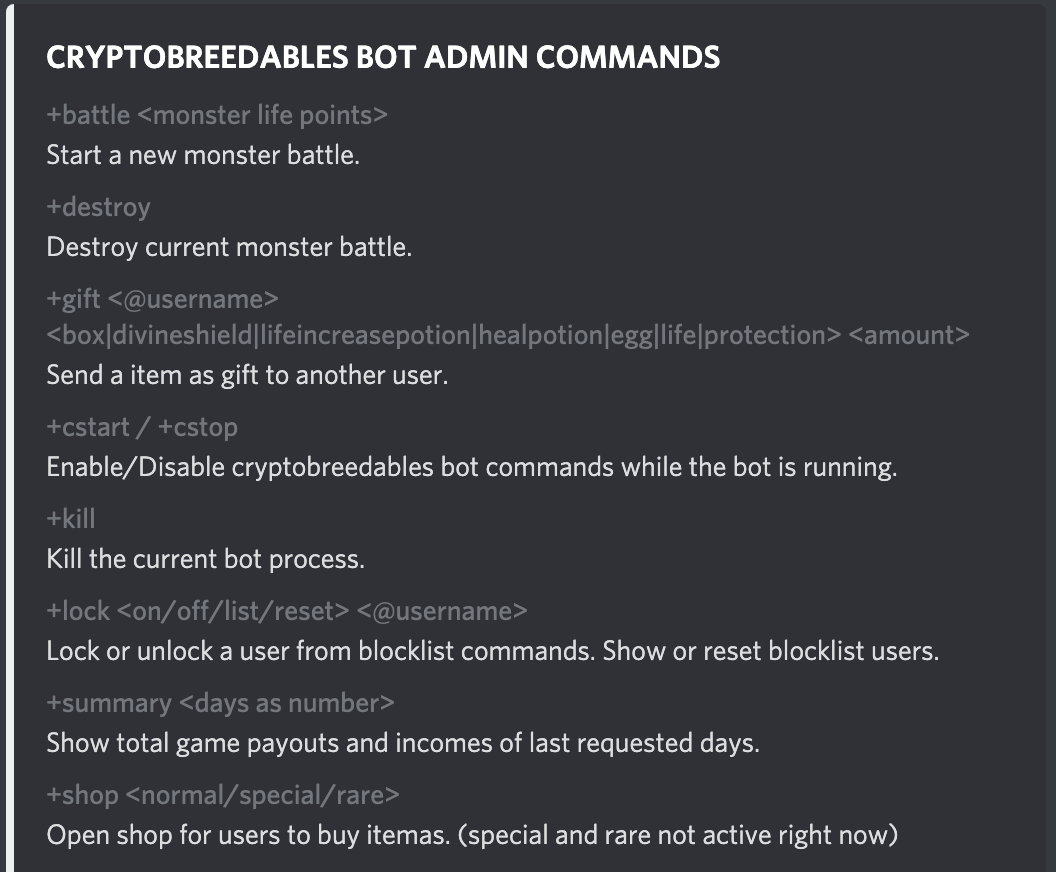 CRYPTOBREEDABLES BOT ADMIN COMMANDS
+battle <monster life points>
Start a new monster battle.
+destroy
Destroy current monster battle.
+gift <@username>
<box|divineshield|lifeincreasepotion|healpotion|egg||life|protection> <amount>
Send a item as gift to another user.
+cstart / +cstop
Enable/Disable cryptobreedables bot commands while the bot is running.
+kill
Kill the current bot process.
+lock <on/off/list/reset> <@username>
Lock or unlock a user from blocklist commands. Show or reset blocklist users.
+summary <days as number>
Show total game payouts and incomes of last requested days.
+shop <normal/special/rare>
Open shop for users to buy itemas. (special and rare not active right now)